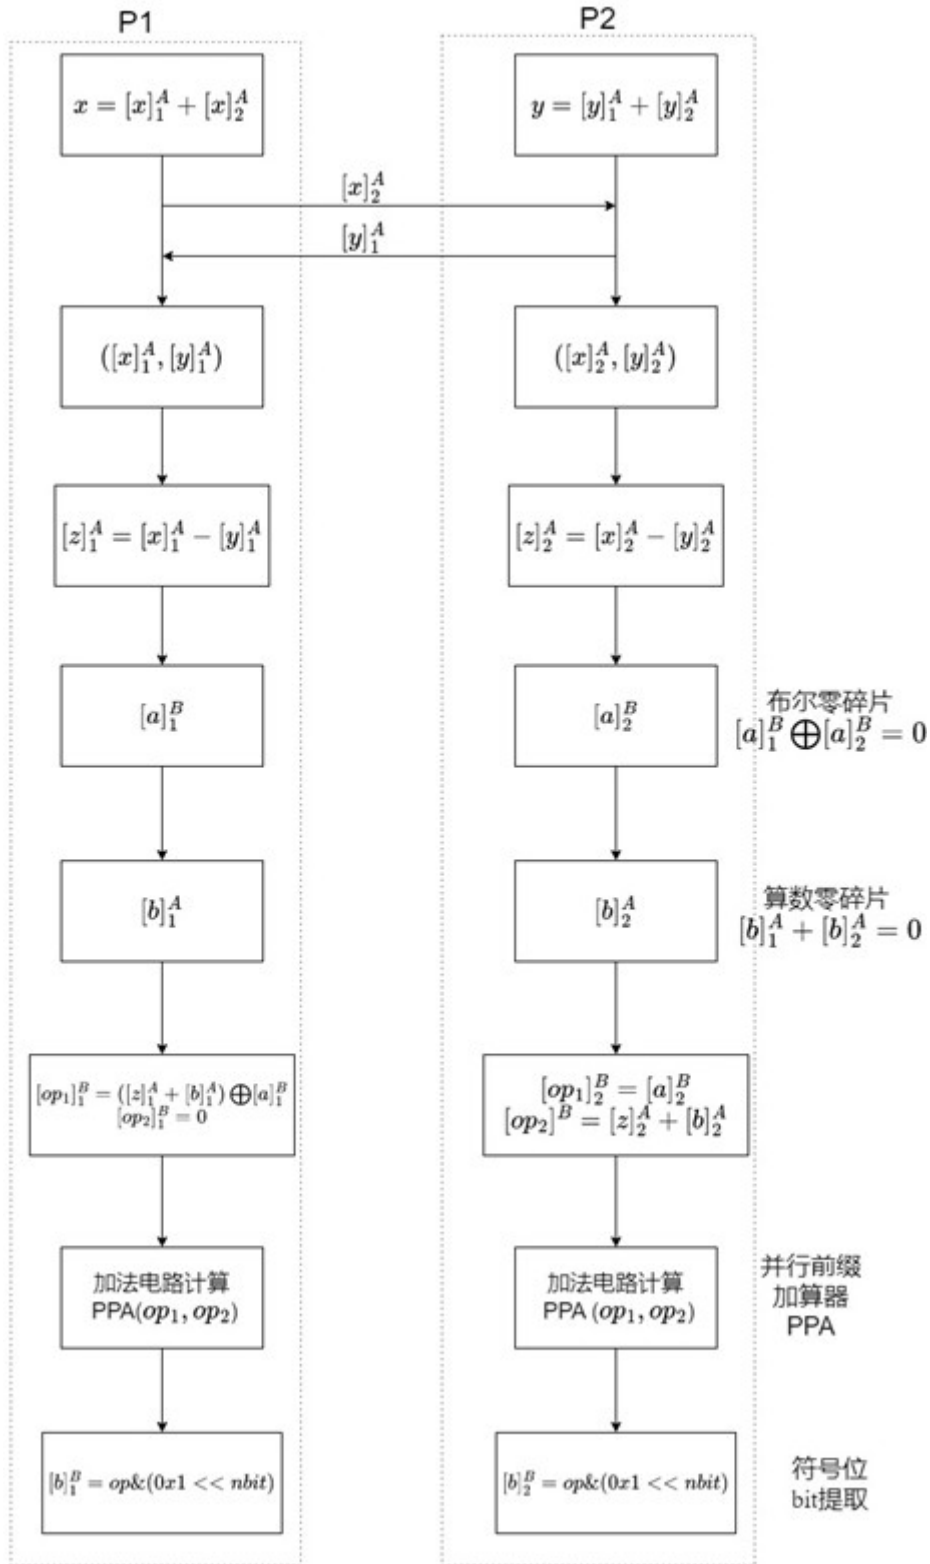 P1
P2
x = [x]_1^A + [x]_2^A
y = [y]_1^A + [y]_2^A
[x]_2^A
[y]_1^A
([x]_1^A, [y]_1^A)
([x]_2^A, [y]_2^A)
[z]_1^A = [x]_1^A − [y]_1^A
[z]_2^A = [x]_2^A − [y]_2^A
[a]_1^B
[a]_2^B
布尔零碎片
[a]_1^B ⊕ [a]_2^B = 0
[b]_1^A
[b]_2^A
算数零碎片
[b]_1^A + [b]_2^A = 0
[op_1]_1^B = ([z]_1^A + [b]_1^A) ⊕ [a]_1^B
[op_2]_1^B = 0
[op_1]_2^B = [a]_2^B
[op_2]^B = [z]_2^A + [b]_2^A
加法电路计算
PPA(op_1, op_2)
加法电路计算
PPA (op_1, op_2)
并行前缀
加算器
PPA
[b]_1^B = op&(0x1 << nbit)
[b]_2^B = op&(0x1 << nbit)
符号位
bit提取